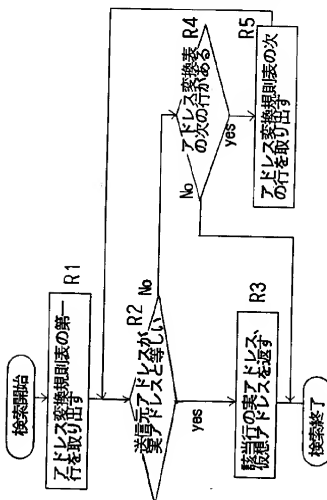 検索開始
アドレス変換規則表の第一
行を取り出す
R1
送信元アドレスが
実アドレスと等しい
R2
No
yes
該当行の実アドレス、
仮想アドレスを返す
R3
検索終了
アドレス変換表
の次の行がある
R4
No
yes
アドレス変換規則表の次
の行を取り出す
R5